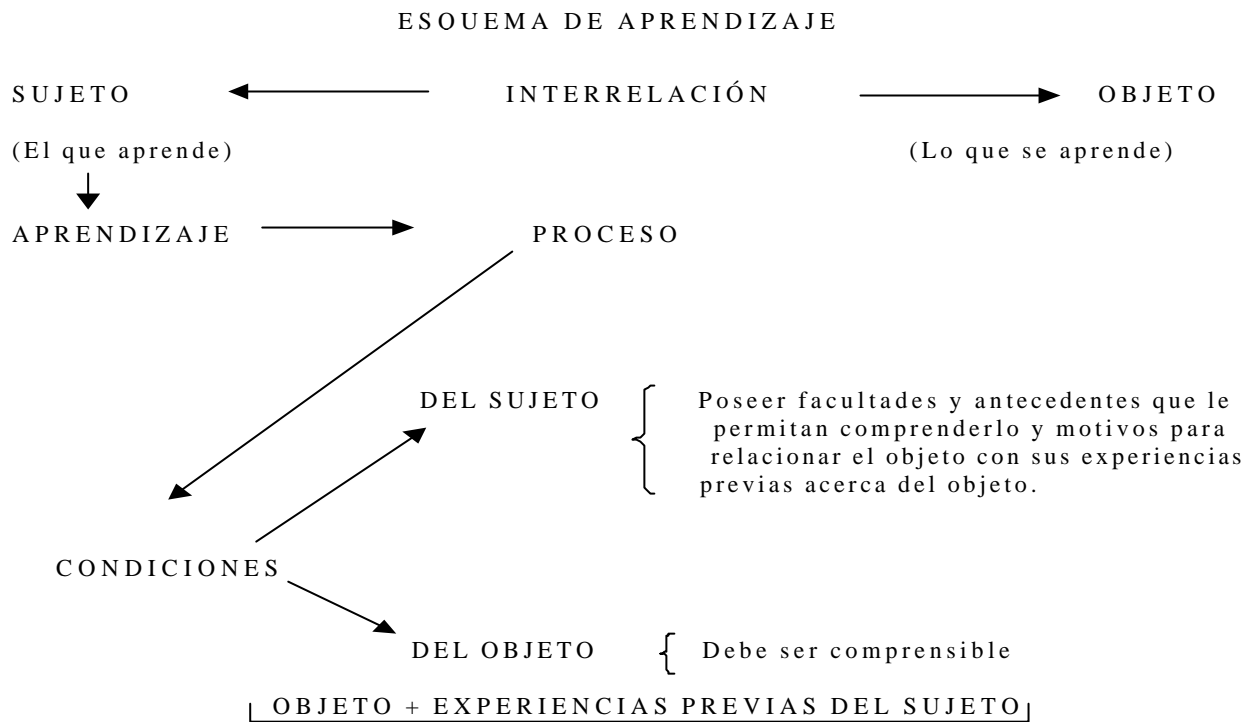 ESQUEMA DE APRENDIZAJE
SUJETO INTERRELACIÓN OBJETO
(El que aprende) (Lo que se aprende)
APRENDIZAJE PROCESO
DEL SUJETO Poseer facultades y antecedentes que le
permitan comprenderlo y motivos para
relacionar el objeto con sus experiencias
previas acerca del objeto.
CONDICIONES
DEL OBJETO Debe ser comprensible
OBJETO + EXPERIENCIAS PREVIAS DEL SUJETO